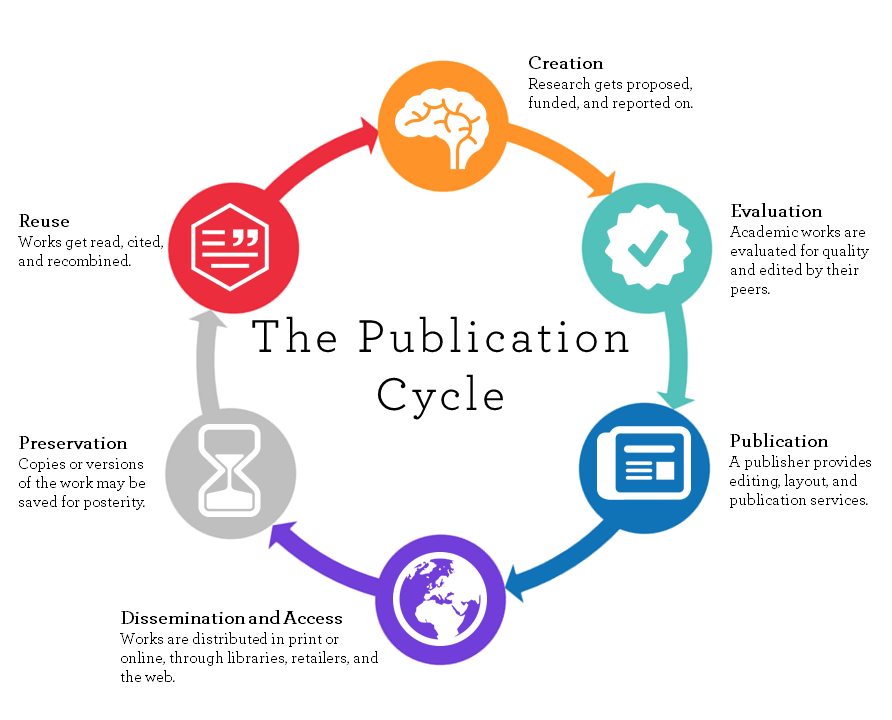 Creation
Research gets proposed,
funded, and reported on.
Evaluation
Academic works are
evaluated for quality
and edited by their
peers.
Reuse
Works get read, cited,
and recombined.
The Publication
Cycle
Preservation
Copies or versions
of the work may be
saved for posterity.
Publication
A publisher provides
editing, layout, and
publication services.
Dissemination and Access
Works are distributed in print or
online, through libraries, retailers, and
the web.